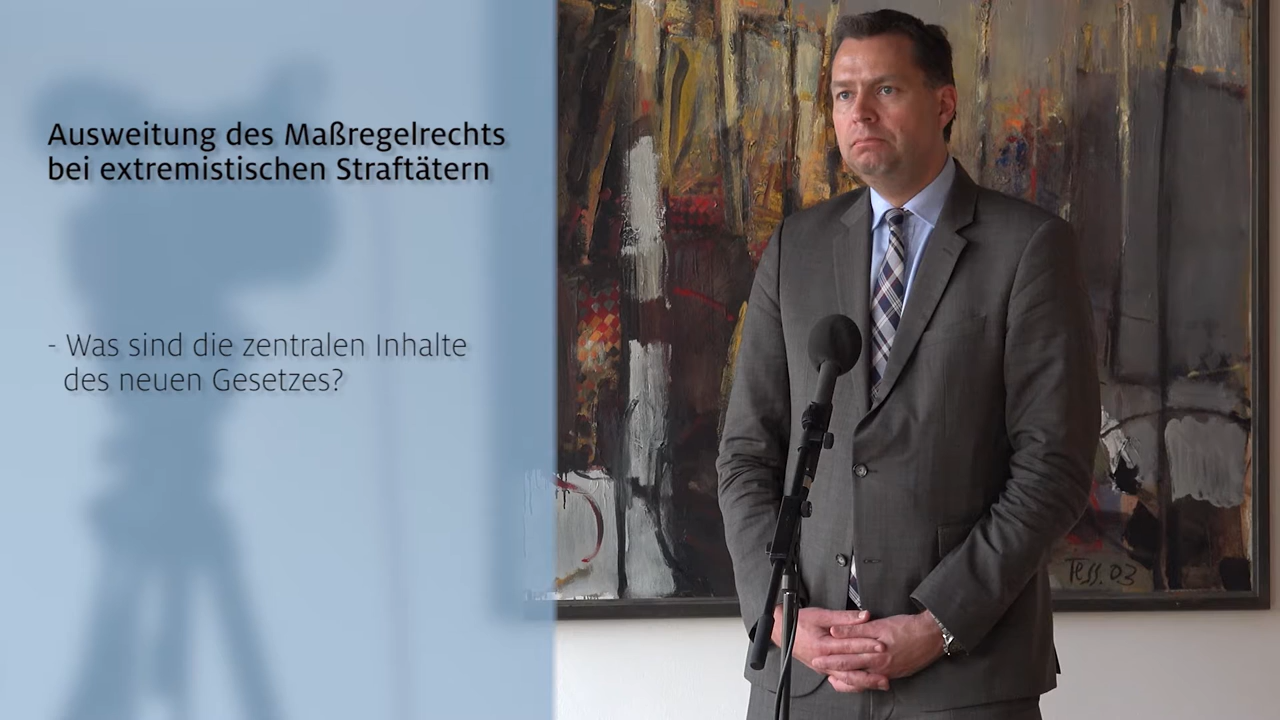 Ausweitung des Maßregelrechts
bei extremistischen Straftätern
- Was sind die zentralen Inhalte
des neuen Gesetzes?
Tess. 03